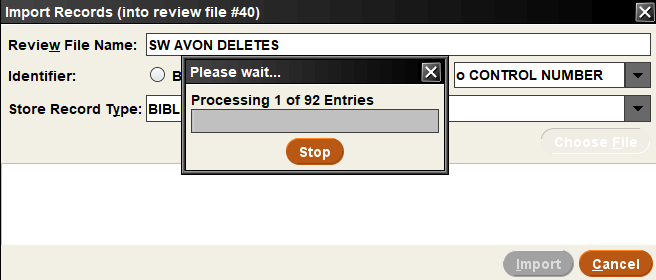 Import Records (into review file #40)
Review File Name: SW AVON DELETES
Please wait...
Identifier: B o CONTROL NUMBER
Processing 1 of 92 Entries
Store Record Type: BIBL
Choose File
Stop
Import Cancel